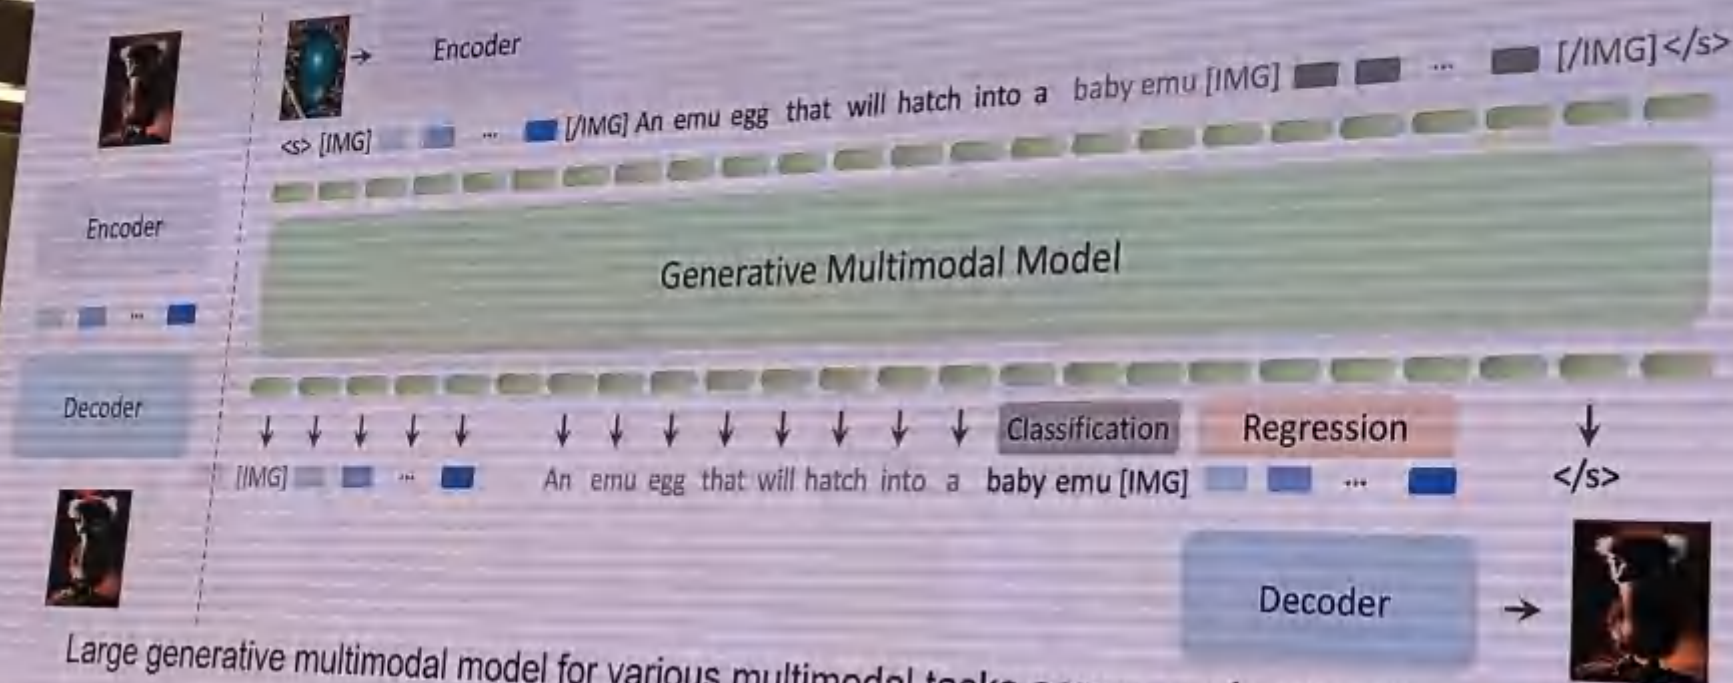 Encoder
<s> [IMG] ... [/IMG] An emu egg that will hatch into a baby emu [IMG] ... [/IMG] </s>
Encoder
Generative Multimodal Model
...
Decoder
Classification Regression
[IMG] ... An emu egg that will hatch into a baby emu [IMG] ... </s>
Decoder
Large generative multimodal model for various multimodal